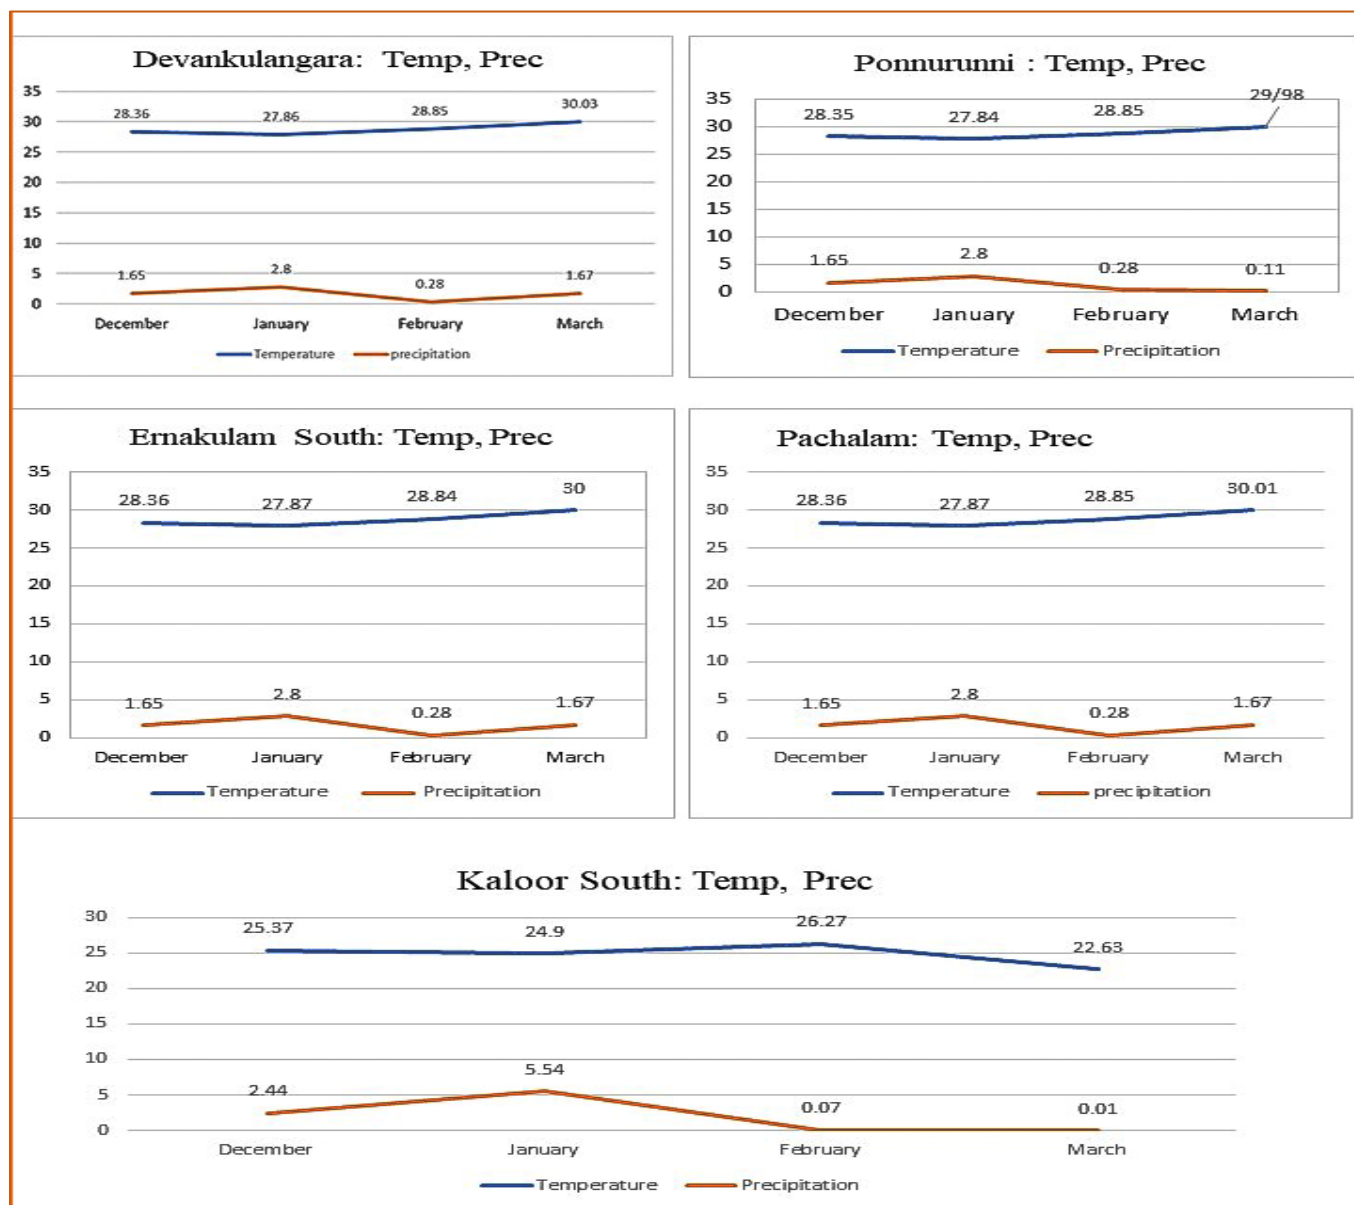 Devankulangara: Temp, Prec
35
30
25
20
15
10
5
0
28.36 27.86 28.85 30.03
1.65 2.8 0.28 1.67
December January February March
Temperature precipitation
Ponnurunni : Temp, Prec
35
30
25
20
15
10
5
0
28.35 27.84 28.85 29/98
1.65 2.8 0.28 0.11
December January February March
Temperature Precipitation
Ernakulam South: Temp, Prec
35
30
25
20
15
10
5
0
28.36 27.87 28.84 30
1.65 2.8 0.28 1.67
December January February March
Temperature Precipitation
Pachalam: Temp, Prec
35
30
25
20
15
10
5
0
28.36 27.87 28.85 30.01
1.65 2.8 0.28 1.67
December January February March
Temperature precipitation
Kaloor South: Temp, Prec
30
25
20
15
10
5
0
25.37 24.9 26.27 22.63
2.44 5.54 0.07 0.01
December January February March
Temperature Precipitation